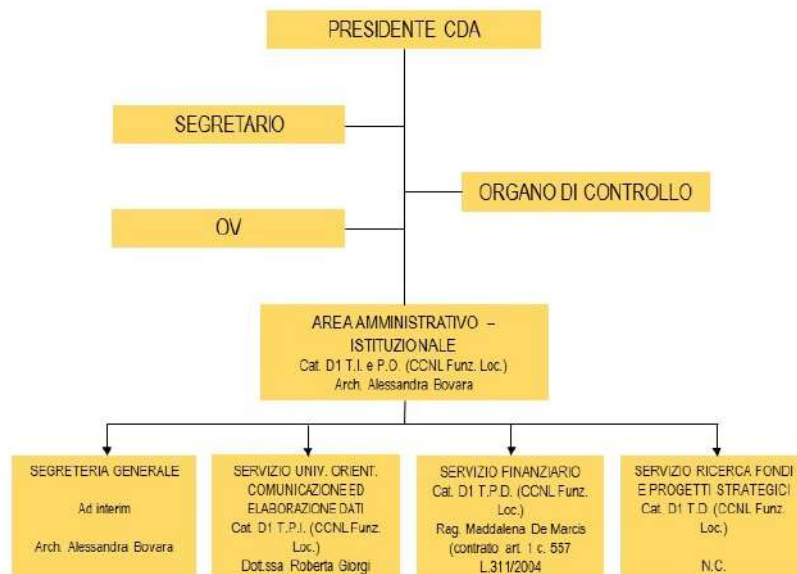 PRESIDENTE CDA
SEGRETARIO
ORGANO DI CONTROLLO
OV
AREA AMMINISTRATIVO –
ISTITUZIONALE
Cat. D1 T.I. e P.O. (CCNL Funz. Loc.)
Arch. Alessandra Bovara
SEGRETERIA GENERALE
Ad interim
Arch. Alessandra Bovara
SERVIZIO UNIV. ORIENT.
COMUNICAZIONE ED
ELABORAZIONE DATI
Cat. D1 T.P.I. (CCNL Funz.
Loc.)
Dott.ssa Roberta Giorgi
SERVIZIO FINANZIARIO
Cat. D1 T.P.D. (CCNL Funz.
Loc.)
Rag. Maddalena De Marcis
(contrato art. 1 c. 557
L.311/2004
SERVIZIO RICERCA FONDI
E PROGETTI STRATEGICI
Cat. D1 T.D. (CCNL Funz.
Loc.)
N.C.